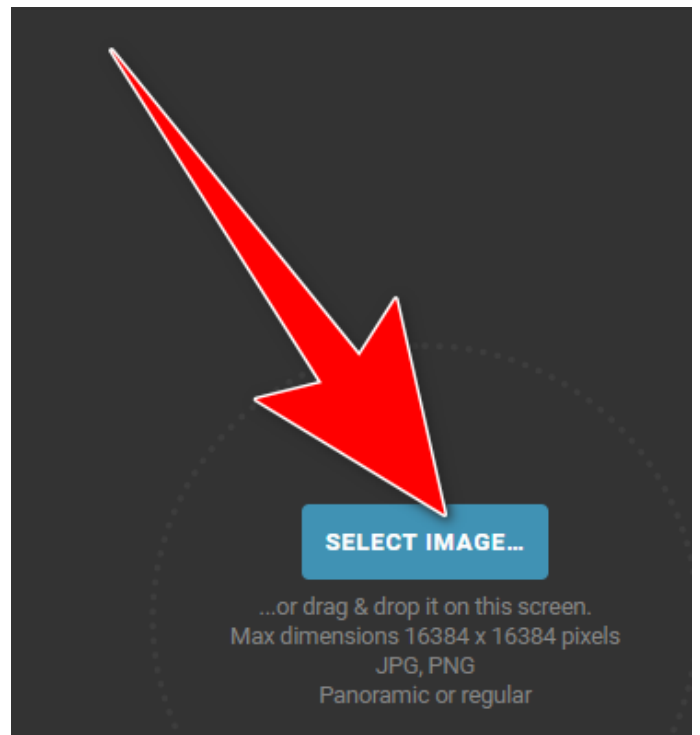 SELECT IMAGE...
...or drag & drop it on this screen.
Max dimensions 16384 x 16384 pixels
JPG, PNG
Panoramic or regular